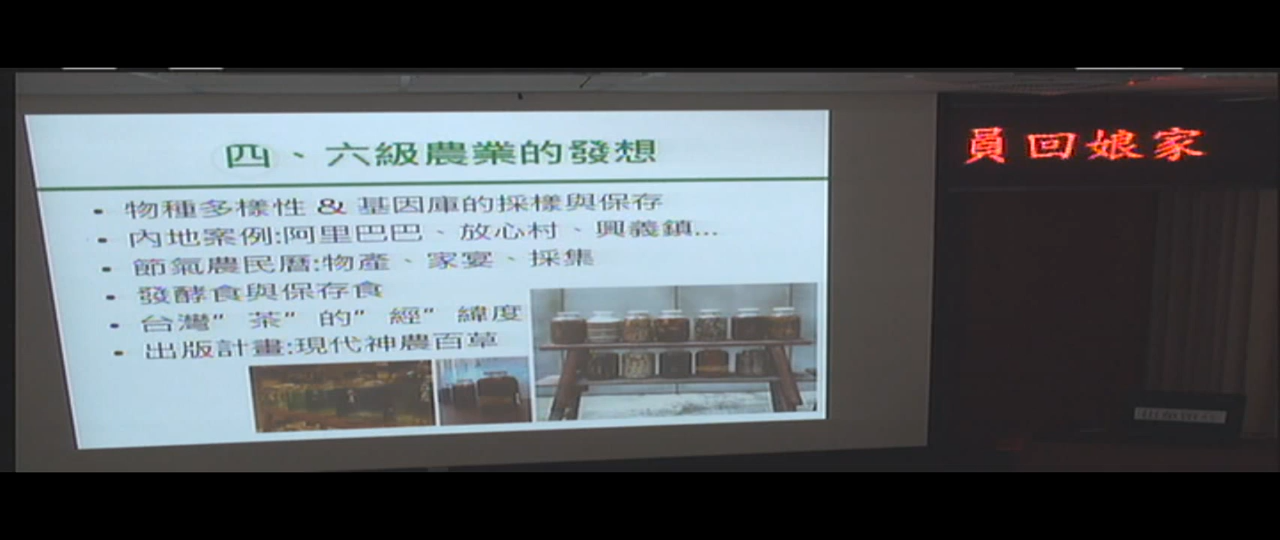 四、六級農業的發想
• 物種多樣性 & 基因庫的採樣與保存
• 內地案例:阿里巴巴、放心村、興義鎮...
• 節氣農民曆:物產、家宴、採集
• 發酵食與保存食
• 台灣”茶”的”經”緯度
• 出版計畫:現代神農百草
員回娘家